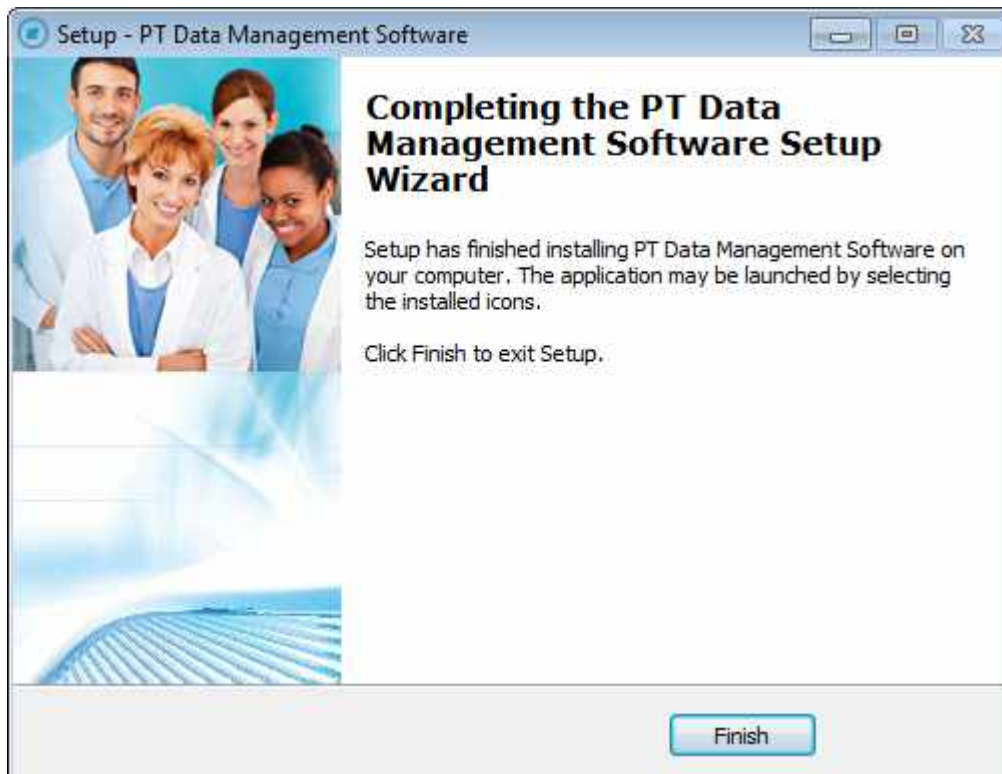 Setup - PT Data Management Software
Completing the PT Data
Management Software Setup
Wizard
Setup has finished installing PT Data Management Software on
your computer. The application may be launched by selecting
the installed icons.
Click Finish to exit Setup.
Finish